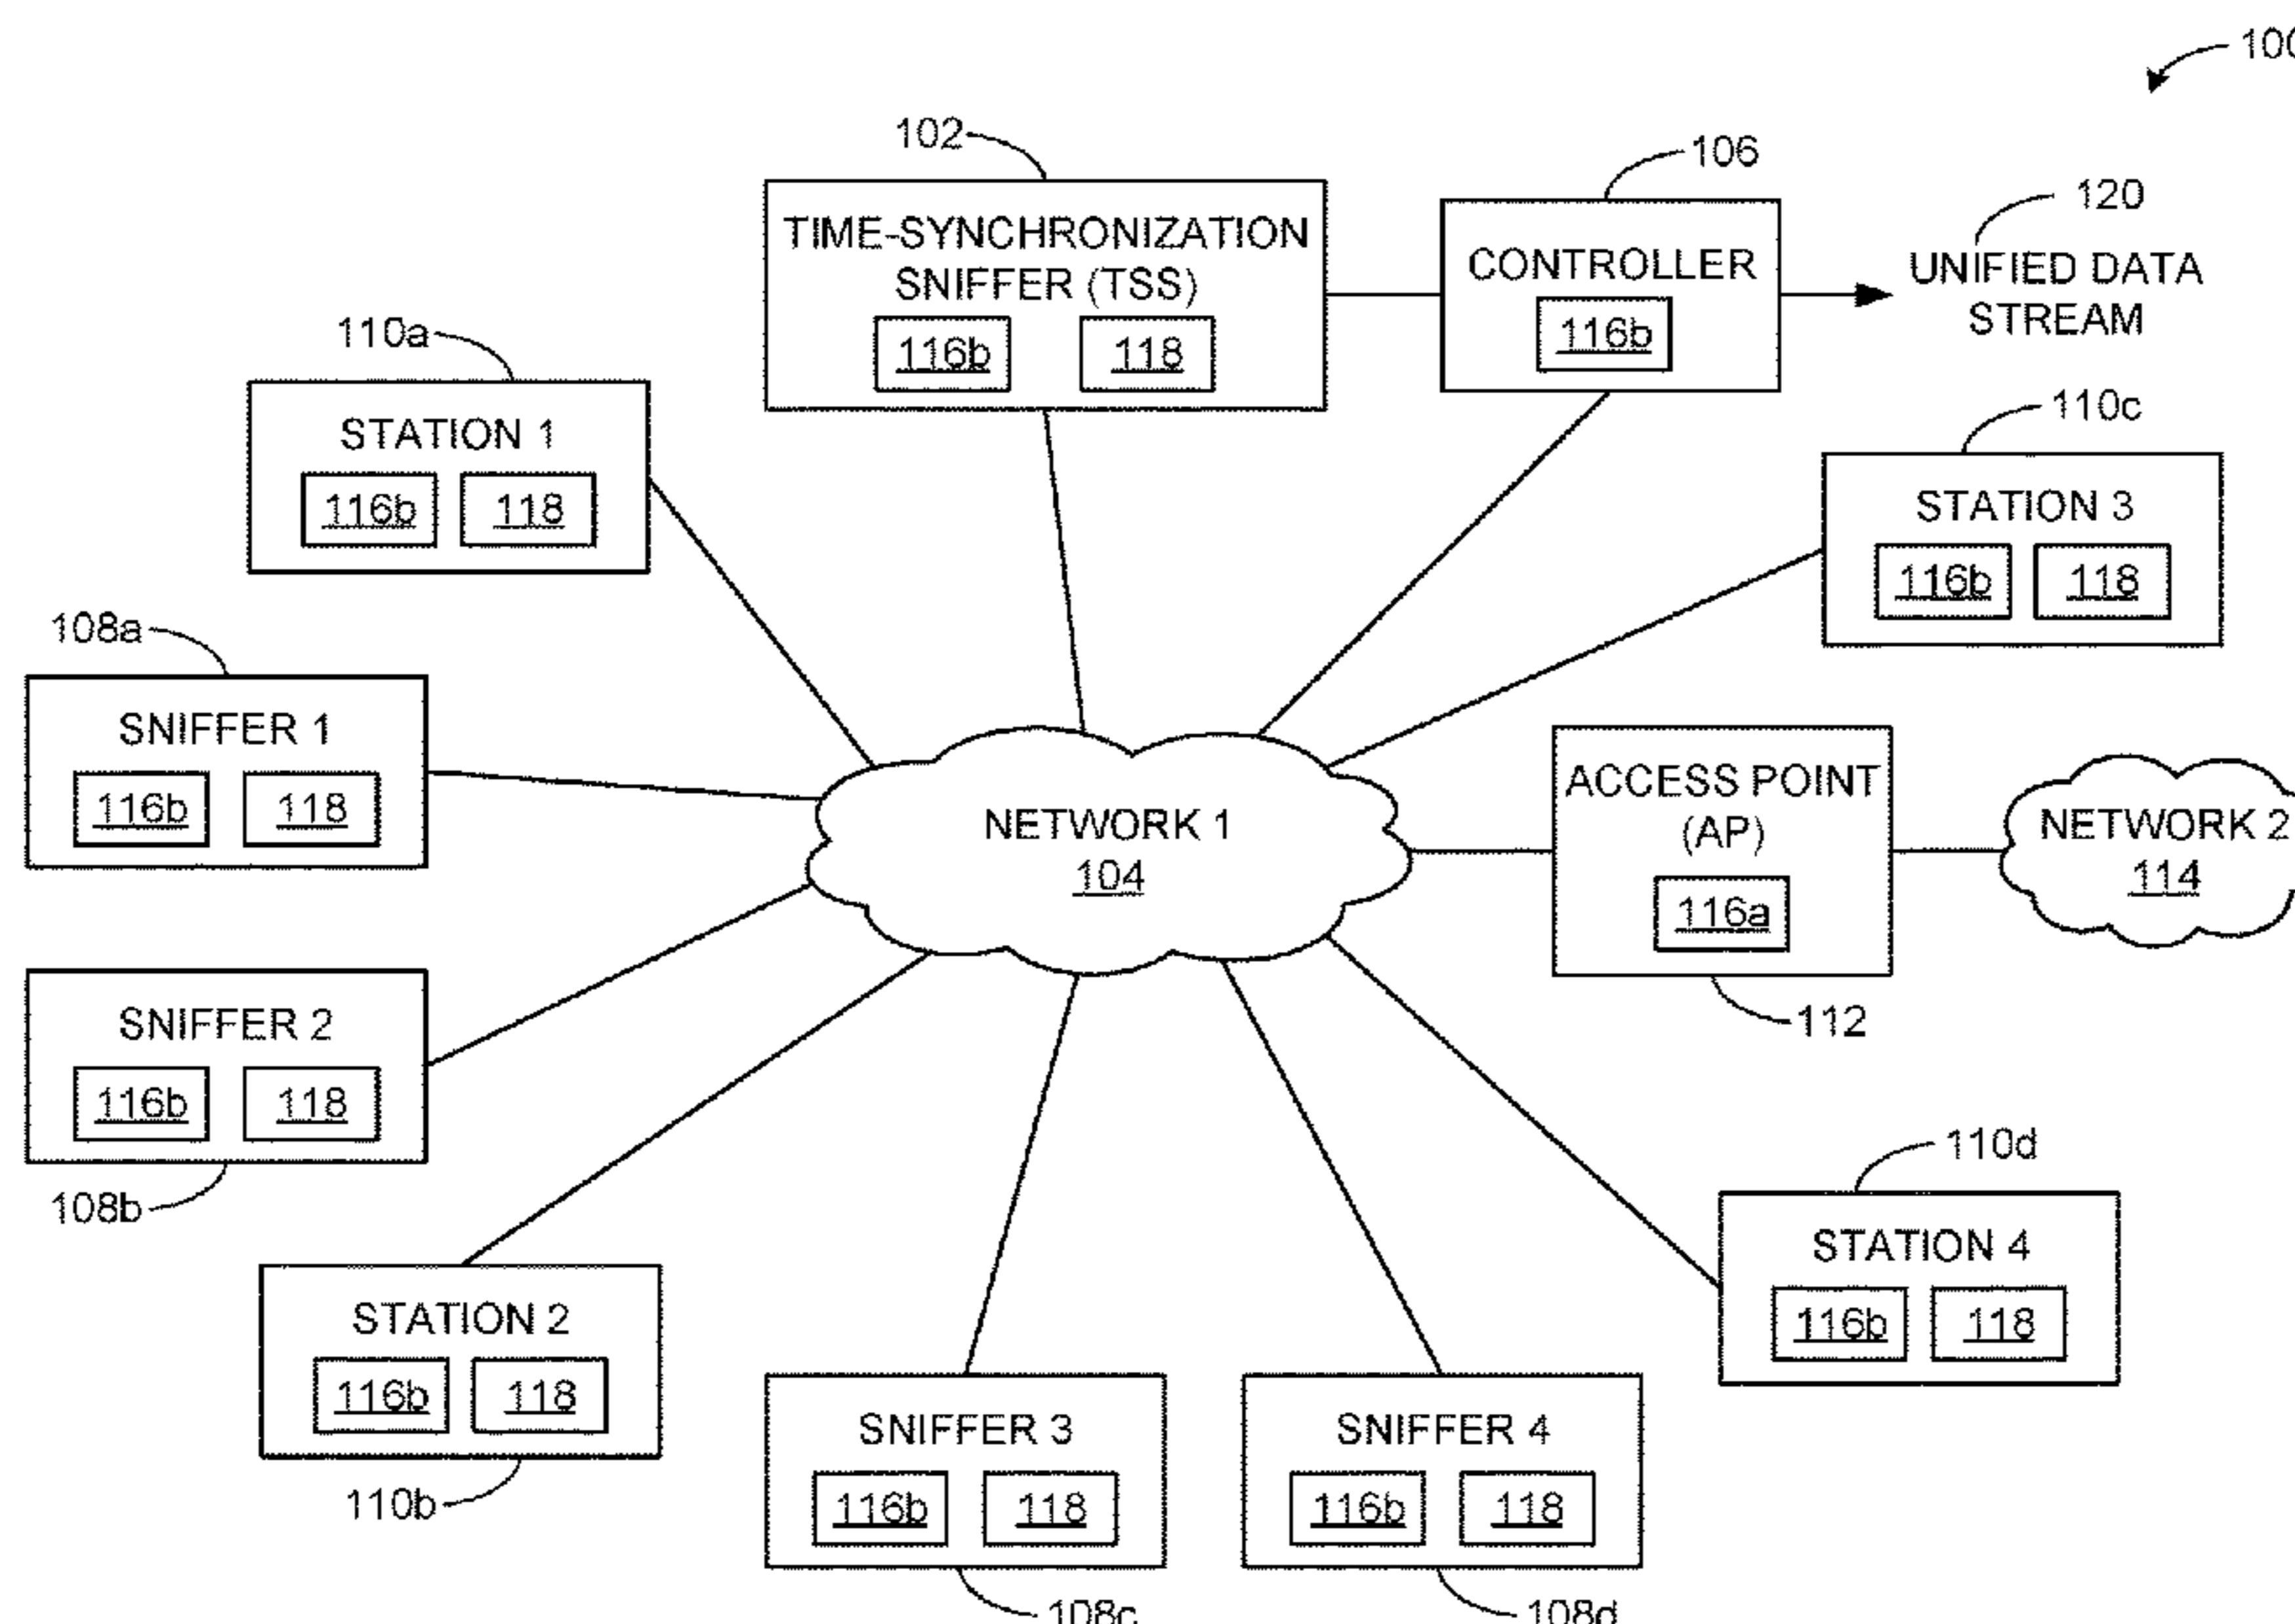 100
102
106
120
TIME-SYNCHRONIZATION
SNIFFER (TSS)
116b 118
CONTROLLER
116b
UNIFIED DATA
STREAM
110a
STATION 1
116b 118
110c
STATION 3
116b 118
108a
SNIFFER 1
116b 118
NETWORK 1
104
ACCESS POINT
(AP)
116a
112
NETWORK 2
114
SNIFFER 2
116b 118
108b
110d
STATION 4
116b 118
STATION 2
116b 118
110b
SNIFFER 3
116b 118
108c
SNIFFER 4
116b 118
108d